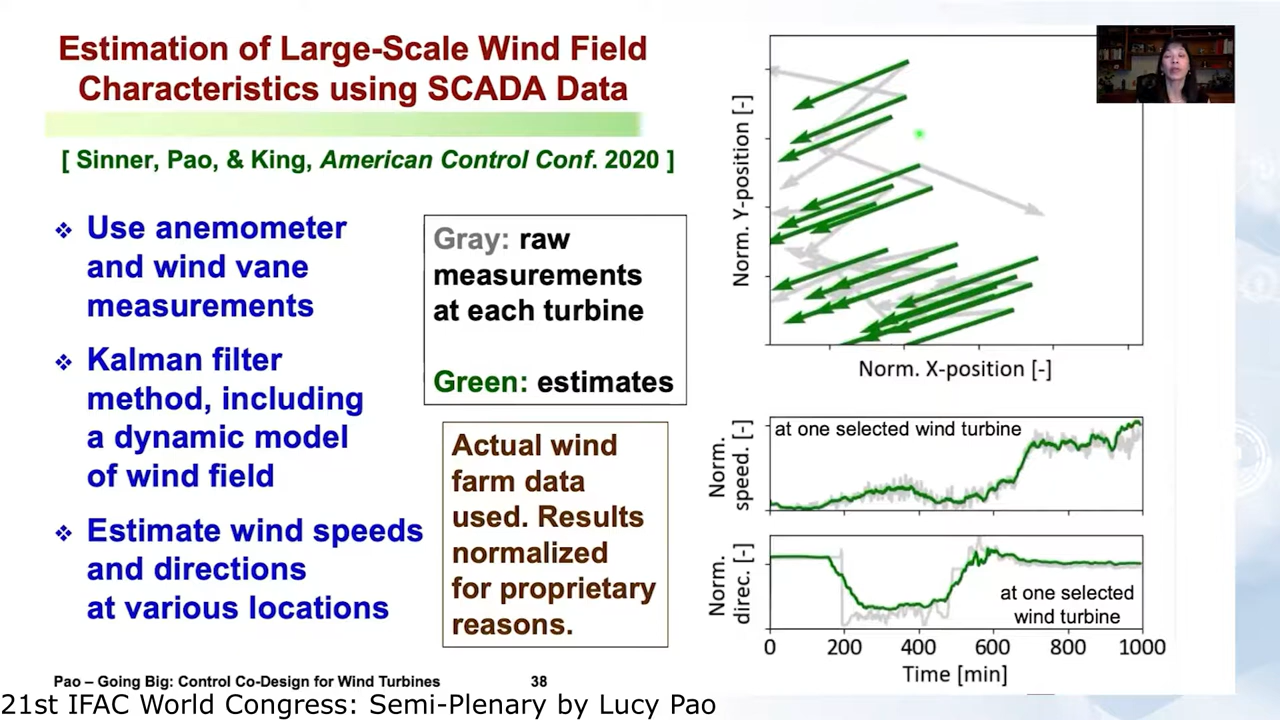 Estimation of Large-Scale Wind Field
Characteristics using SCADA Data
[ Sinner, Pao, & King, American Control Conf. 2020 ]
❖ Use anemometer
and wind vane
measurements
❖ Kalman filter
method, including
a dynamic model
of wind field
❖ Estimate wind speeds
and directions
at various locations
Gray: raw
measurements
at each turbine
Green: estimates
Actual wind
farm data
used. Results
normalized
for proprietary
reasons.
Norm. Y-position [-]
Norm. X-position [-]
Norm.
speed. [-]
at one selected wind turbine
Norm.
direc. [-]
at one selected
wind turbine
0 200 400 600 800 1000
Time [min]
Pao – Going Big: Control Co-Design for Wind Turbines 38
21st IFAC World Congress: Semi-Plenary by Lucy Pao